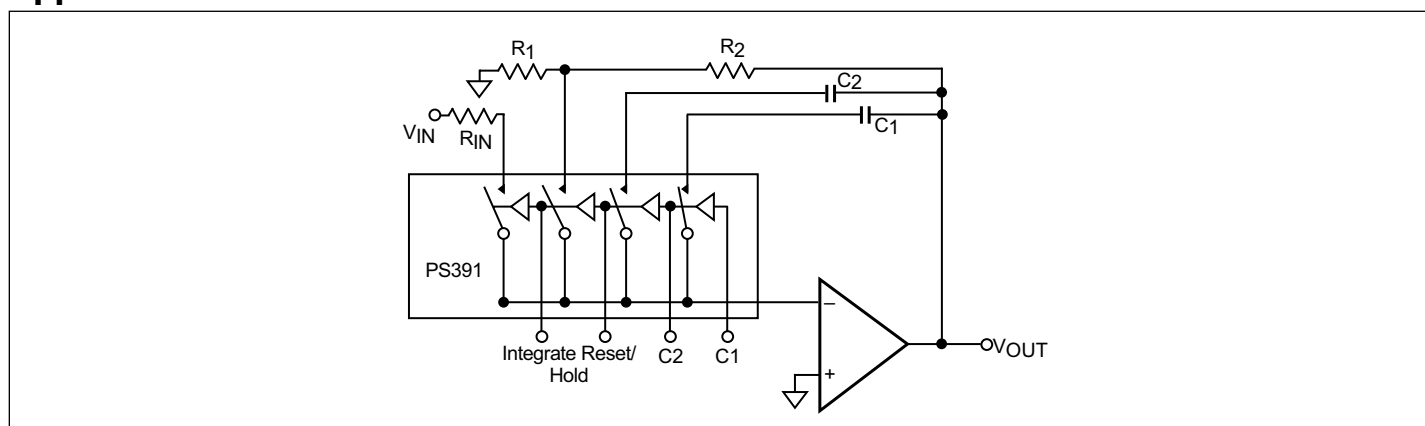 R1
R2
C2
C1
VIN
RIN
PS391
−
+
Integrate Reset/
Hold
C2
C1
VOUT